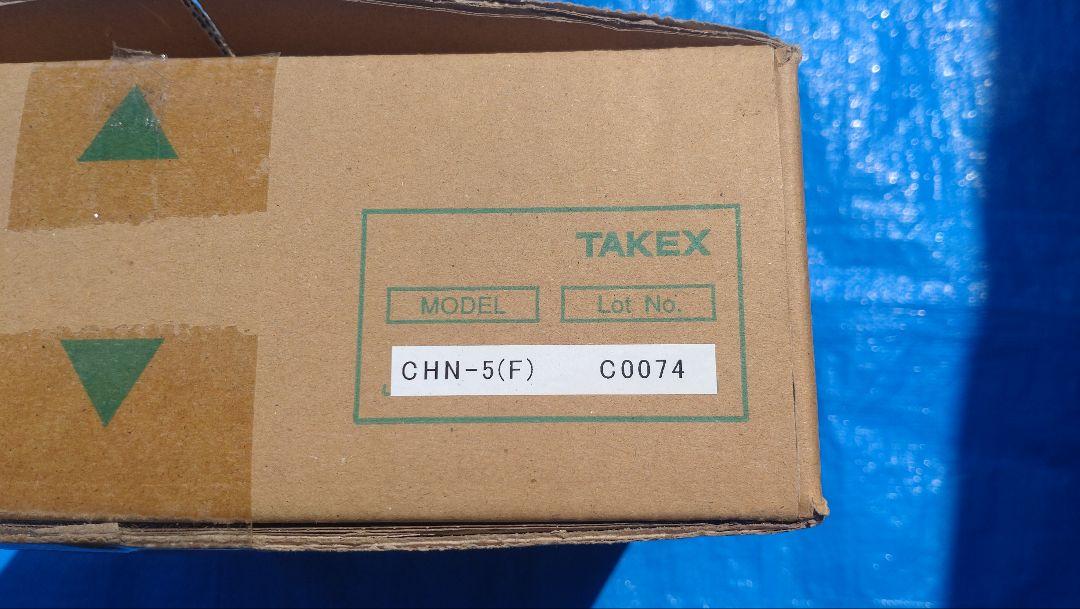 TAKEX
MODEL Lot No.
CHN-5(F) C0074